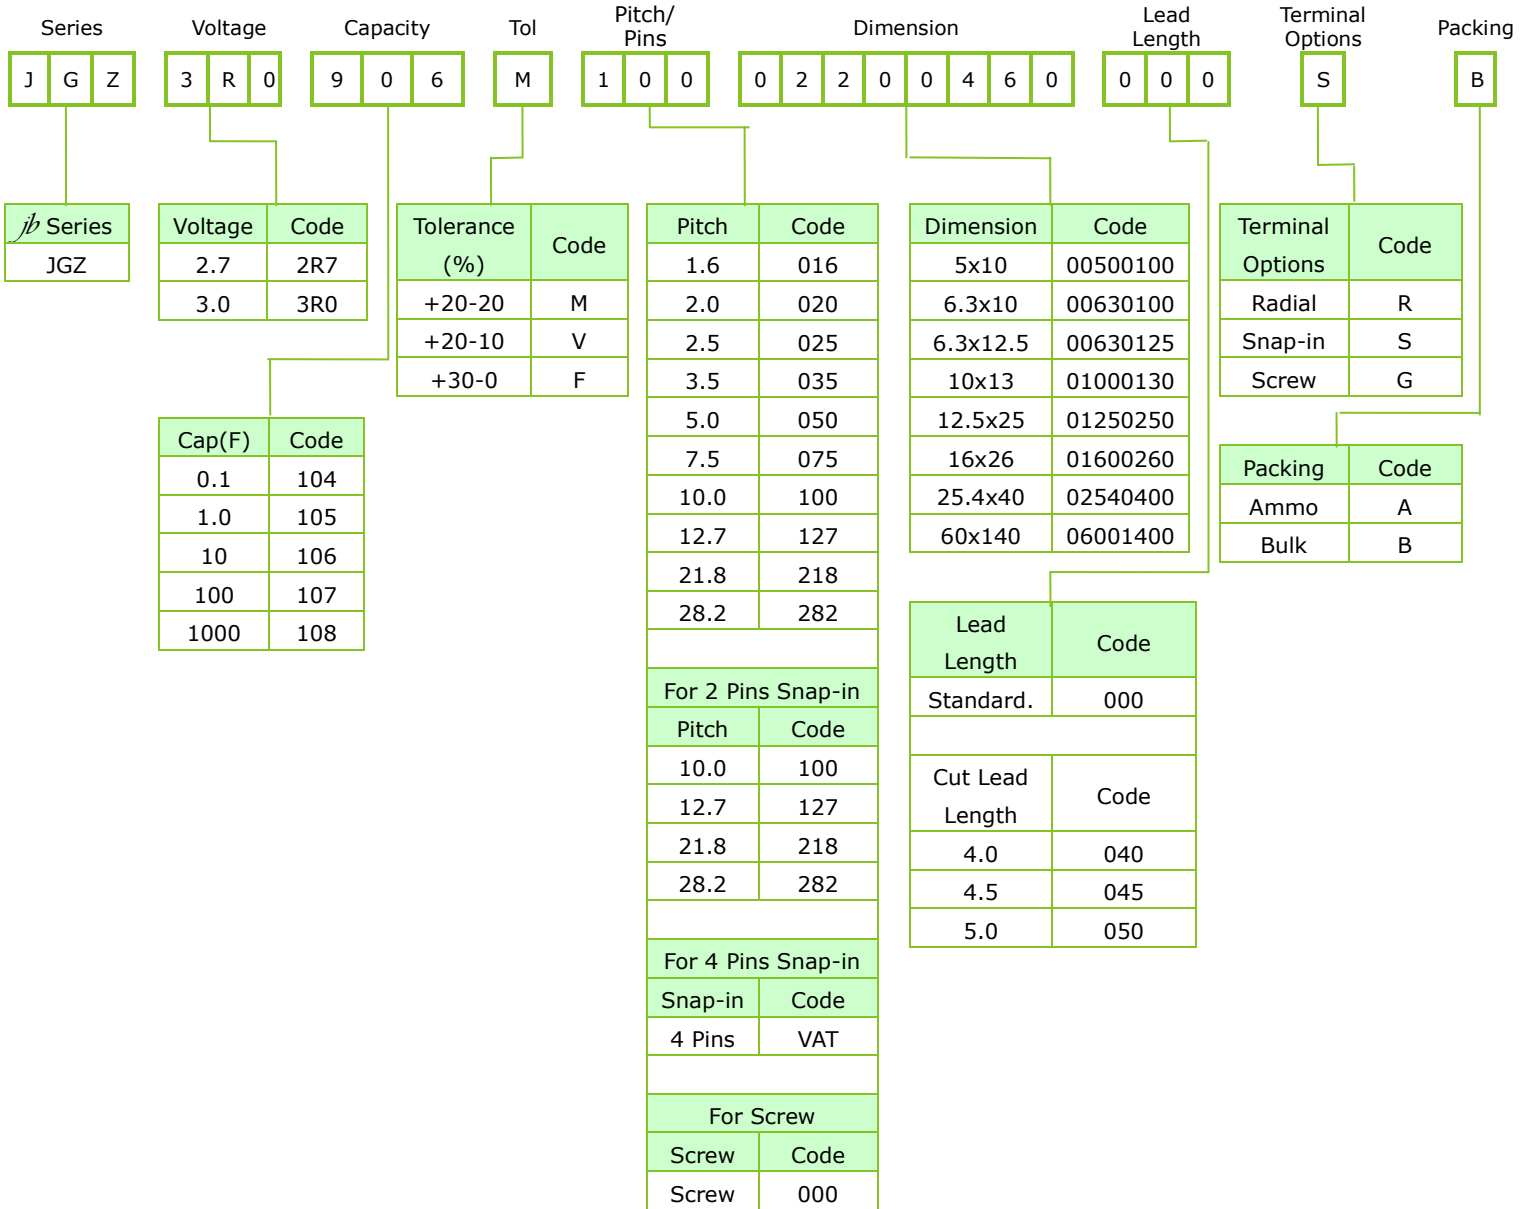 Series Voltage Capacity Tol Pitch/ Pins Dimension Lead Length Terminal Options Packing
J G Z 3 R 0 9 0 6 M 1 0 0 0 2 2 0 0 4 6 0 0 0 0 S B
jb Series
JGZ
Voltage Code
2.7 2R7
3.0 3R0
Cap(F) Code
0.1 104
1.0 105
10 106
100 107
1000 108
Tolerance (%) Code
+20-20 M
+20-10 V
+30-0 F
Pitch Code
1.6 016
2.0 020
2.5 025
3.5 035
5.0 050
7.5 075
10.0 100
12.7 127
21.8 218
28.2 282
For 2 Pins Snap-in
Pitch Code
10.0 100
12.7 127
21.8 218
28.2 282
For 4 Pins Snap-in
Snap-in Code
4 Pins VAT
For Screw
Screw Code
Screw 000
Dimension Code
5x10 00500100
6.3x10 00630100
6.3x12.5 00630125
10x13 01000130
12.5x25 01250250
16x26 01600260
25.4x40 02540400
60x140 06001400
Lead Length Code
Standard. 000
Cut Lead Length Code
4.0 040
4.5 045
5.0 050
Terminal Options Code
Radial R
Snap-in S
Screw G
Packing Code
Ammo A
Bulk B